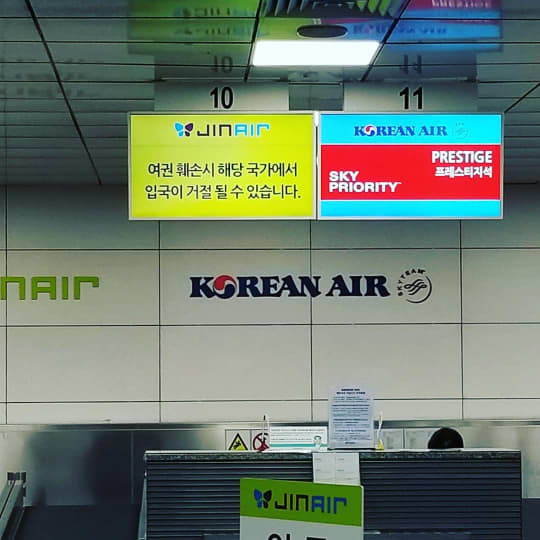 10
11
JINAIR
여권 훼손시 해당 국가에서
입국이 거절 될 수 있습니다.
KOREAN AIR
PRESTIGE
프레스티지석
SKY
PRIORITY
NAIR
KOREAN AIR
SKYTEAM
JINAIR